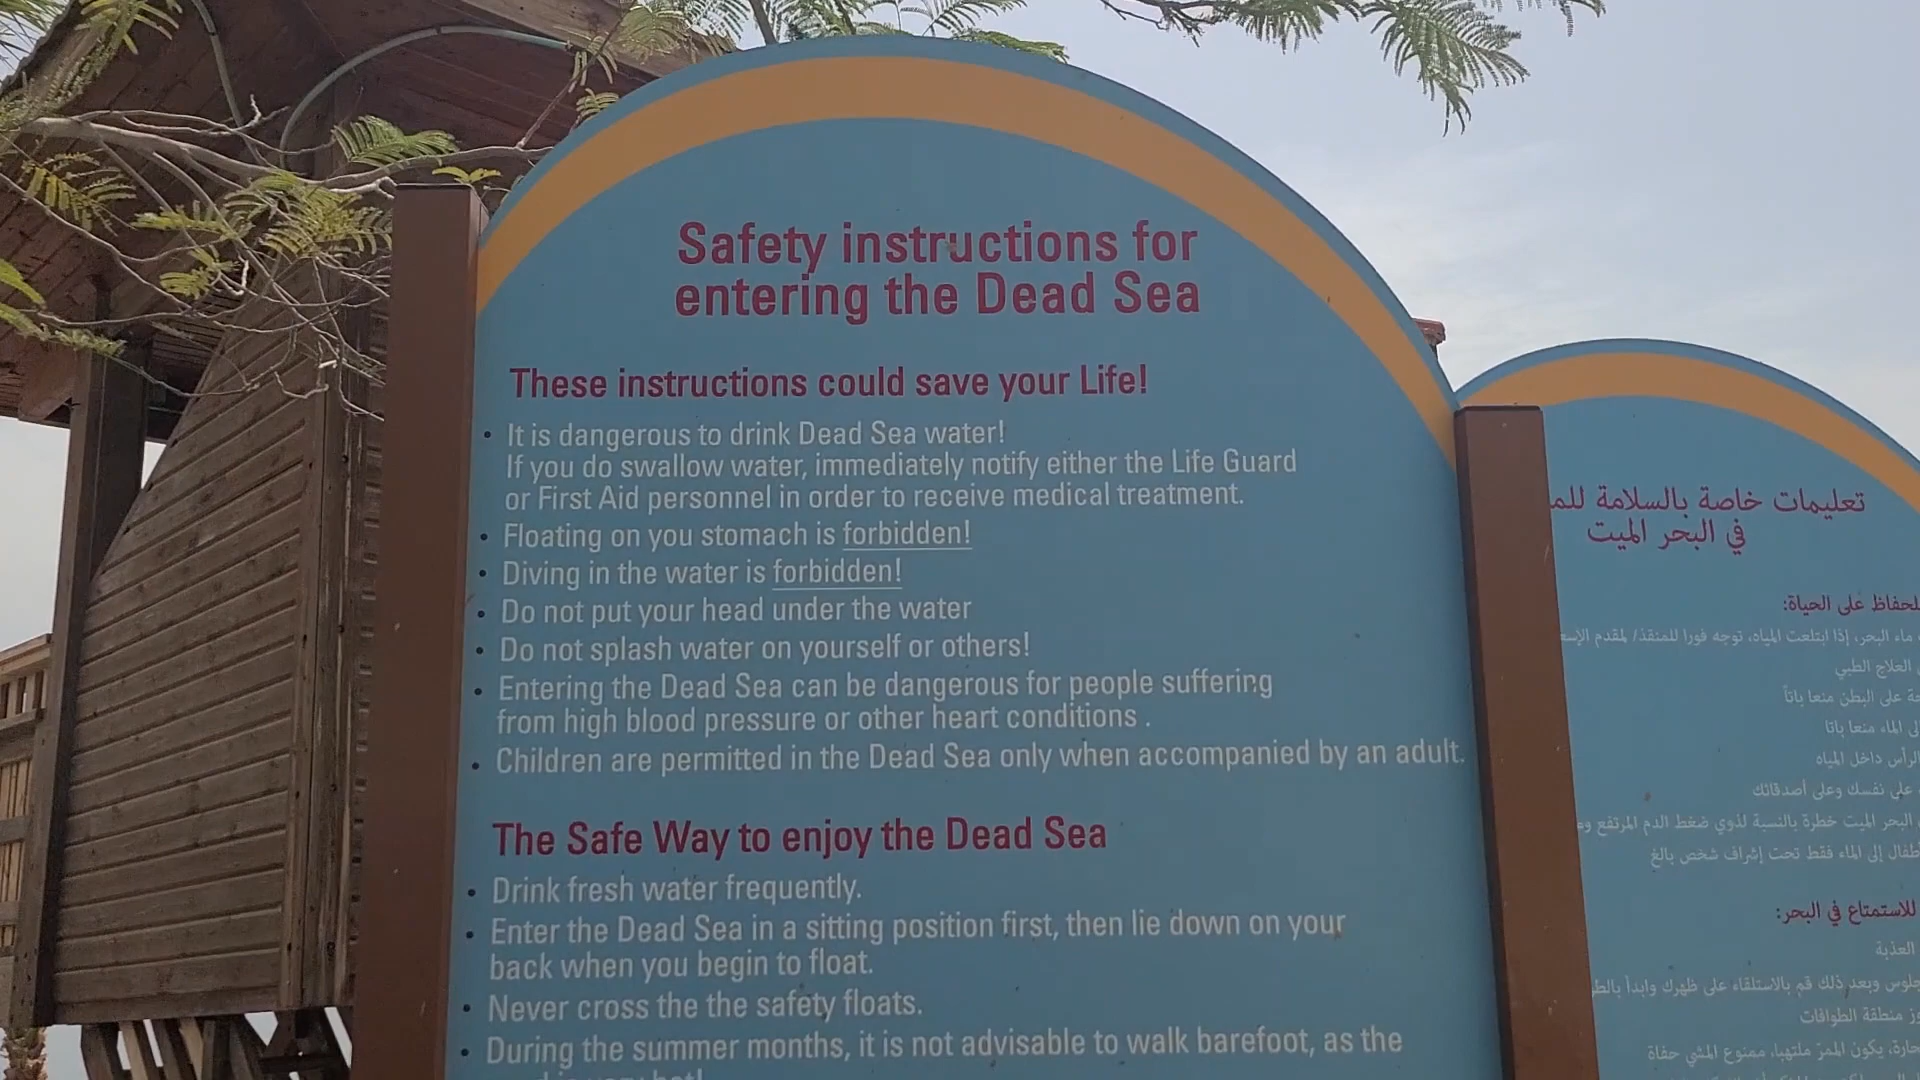 Safety instructions for
entering the Dead Sea
These instructions could save your Life!
• It is dangerous to drink Dead Sea water!
If you do swallow water, immediately notify either the Life Guard
or First Aid personnel in order to receive medical treatment.
• Floating on you stomach is forbidden!
• Diving in the water is forbidden!
• Do not put your head under the water
• Do not splash water on yourself or others!
• Entering the Dead Sea can be dangerous for people suffering
from high blood pressure or other heart conditions .
• Children are permitted in the Dead Sea only when accompanied by an adult.
The Safe Way to enjoy the Dead Sea
• Drink fresh water frequently.
• Enter the Dead Sea in a sitting position first, then lie down on your
back when you begin to float.
• Never cross the the safety floats.
• During the summer months, it is not advisable to walk barefoot, as the
تعليمات خاصة بالسلامة
في البحر الميت
على الحياة:
ماء البحر، إذا ابتلعت المياه، توجه فورا للمنقذ/ لمقدم
العلاج الطبي
على البطن منعا باتاً
الماء منعا باتا
الرأس داخل المياه
على نفسك وعلى أصدقائك
البحر الميت خطرة بالنسبة لذوي ضغط الدم المرتفع
إلى الماء فقط تحت إشراف شخص بالغ
للاستمتاع في البحر:
العذبة
وبعد ذلك قم بالاستلقاء على ظهرك وابدأ
منطقة الطوافات
يكون الممرّ ملتهبا، ممنوع المشي حفاة